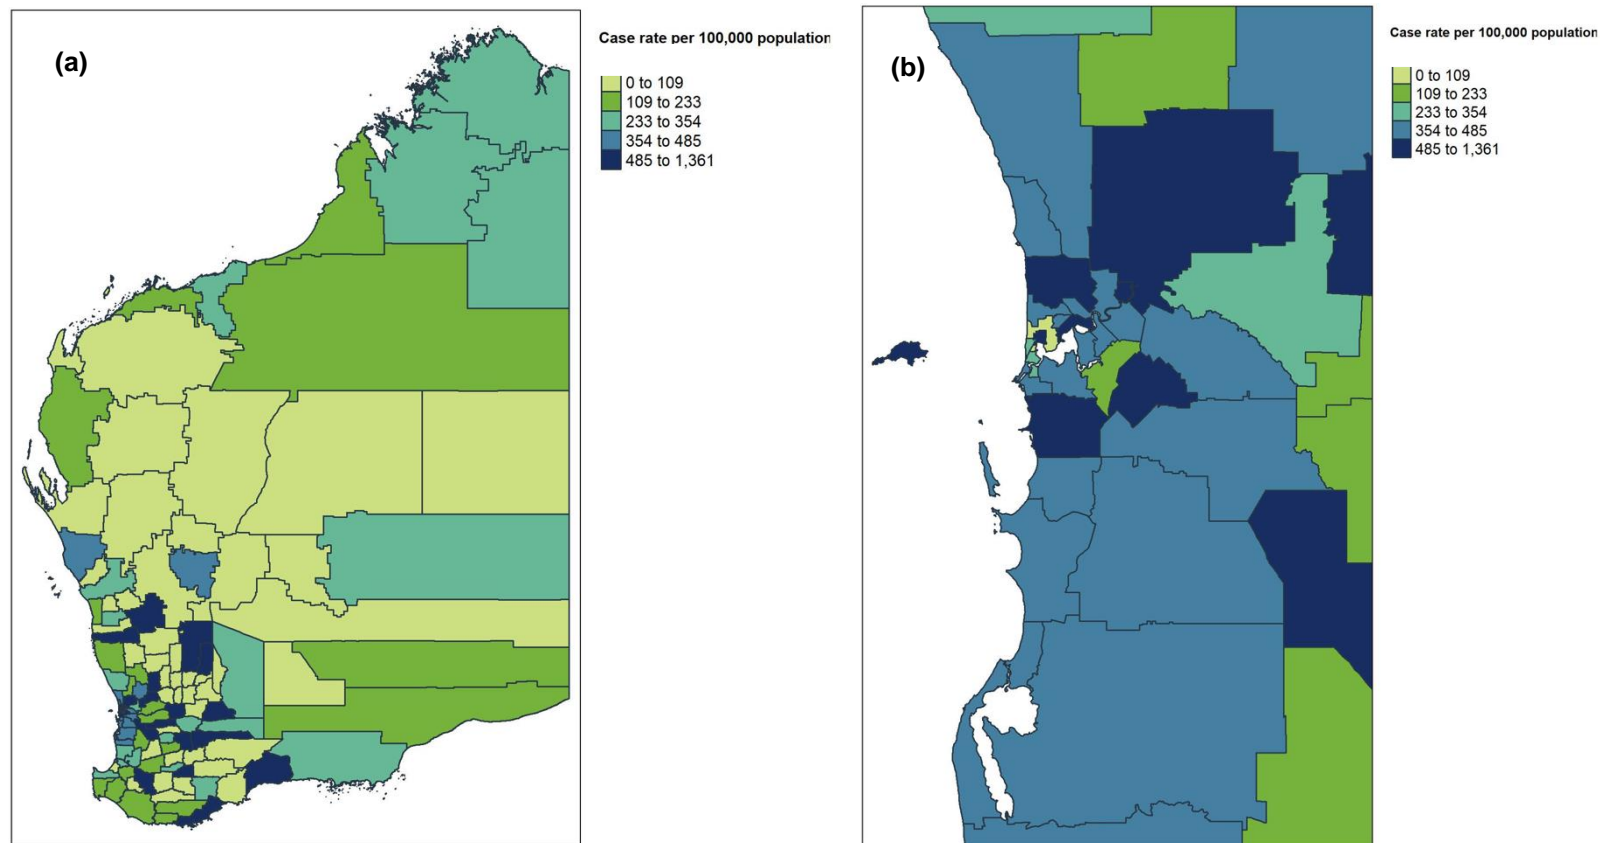 (a)
Case rate per 100,000 population
0 to 109
109 to 233
233 to 354
354 to 485
485 to 1,361
(b)
Case rate per 100,000 population
0 to 109
109 to 233
233 to 354
354 to 485
485 to 1,361